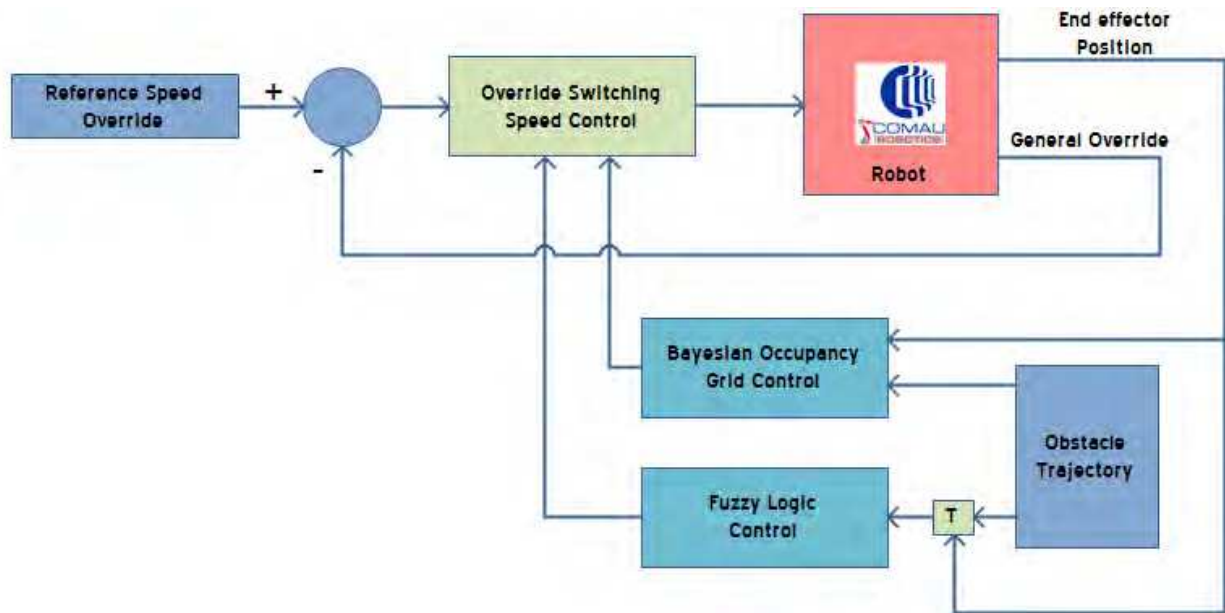 End effector
Position
Reference Speed
Override
+
-
Override Switching
Speed Control
COMAU
ROBOTICS
Robot
General Override
Bayesian Occupancy
Grid Control
Obstacle
Trajectory
Fuzzy Logic
Control
T